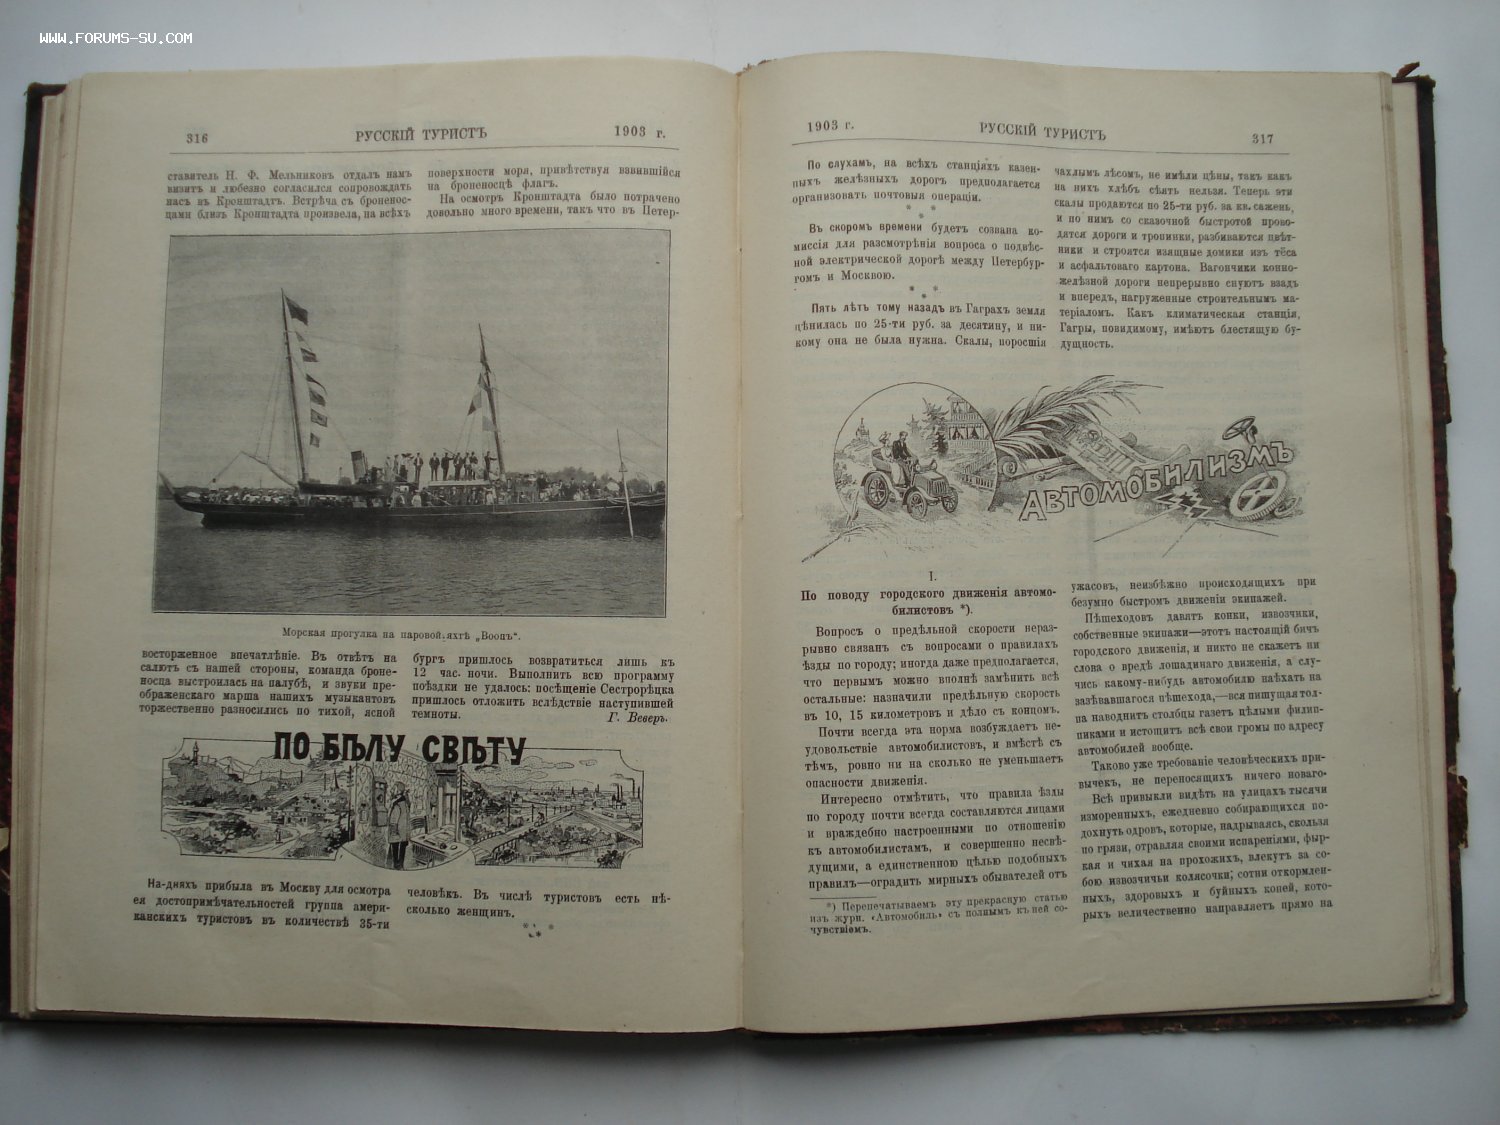 WWW.FORUMS-SU.COM
316
РУССКІЙ ТУРИСТЪ
1903 г.
ставитель Н. Ф. Мельниковъ отдалъ намъ
визитъ и любезно согласился сопровождать
насъ въ Кронштадтъ. Встрѣча съ броненос-
цами близъ Кронштадта произвела, на всѣхъ
поверхности моря, привѣтствуя взвившійся
на броненосцѣ флагъ.
На осмотръ Кронштадта было потрачено
довольно много времени, такъ что въ Петер-
Морская прогулка на паровой яхтѣ
восторженное впечатлѣніе. Въ отвѣтъ на
салютъ съ нашей стороны, команда броне-
носца выстроилась на палубѣ, и звуки пре-
ображенскаго марша нашихъ музыкантовъ
торжественно разносились по тихой, ясной
бургъ пришлось возвратиться лишь къ
12 час. ночи. Выполнить всю программу
поѣздки не удалось: посѣщеніе Сестрорѣцка
пришлось отложить вслѣдствіе наступившей
темноты.
Г. Веверъ.
ПО БѢЛУ СВѢТУ
На-дняхъ прибыла въ Москву для осмотра
ея достопримѣчательностей группа амери-
канскихъ туристовъ въ количествѣ 35-ти
человѣкъ. Въ числѣ туристовъ есть нѣ-
сколько женщинъ.
* * *
1903 г.
РУССКІЙ ТУРИСТЪ
317
По слухамъ, на всѣхъ станціяхъ казен-
ныхъ желѣзныхъ дорогъ предполагается
организовать почтовыя операціи.
* * *
Въ скоромъ времени будетъ созвана ко-
миссія для разсмотрѣнія вопроса о подвѣс-
ной электрической дорогѣ между Петербур-
гомъ и Москвою.
* * *
Пять лѣтъ тому назадъ въ Гаграхъ земля
цѣнилась по 25-ти руб. за десятину, и ни-
кому она не была нужна. Скалы, поросшія
чахлымъ лѣсомъ, не имѣли цѣны, такъ какъ
на нихъ хлѣбъ сѣять нельзя. Теперь эти
скалы продаются по 25-ти руб. за кв. сажень,
и по нимъ со сказочной быстротой прово-
дятся дороги и тропинки, разбиваются цвѣт-
ники и строятся изящные домики изъ тёса
и асфальтоваго картона. Вагончики конно-
желѣзной дороги непрерывно снуютъ взадъ
и впередъ, нагруженные строительнымъ ма-
теріаломъ. Какъ климатическая станція,
Гагры, повидимому, имѣютъ блестящую бу-
дущность.
АВТОМОБИЛИЗМЪ
I.
По поводу городского движенія автомо-
билистовъ *).
Вопросъ о предѣльной скорости нераз-
рывно связанъ съ вопросами о правилахъ
ѣзды по городу; иногда даже предполагается,
что первымъ можно вполнѣ замѣнить всѣ
остальные: назначили предѣльную скорость
въ 10, 15 километровъ и дѣло съ концомъ.
Почти всегда эта норма возбуждаетъ не-
удовольствіе автомобилистовъ, и вмѣстѣ съ
тѣмъ, ровно ни на сколько не уменьшаетъ
опасности движенія.
Интересно отмѣтить, что правила ѣзды
по городу почти всегда составляются лицами
и враждебно настроенными по отношенію
къ автомобилистамъ, и совершенно несвѣ-
дущими, а единственною цѣлью подобныхъ
правилъ—оградить мирныхъ обывателей отъ
*) Перепечатываемъ эту прекрасную статью
изъ журн. «Автомобиль» съ полнымъ къ ней со-
чувствіемъ.
ужасовъ, неизбѣжно происходящихъ при
безумно быстромъ движеніи экипажей.
Пѣшеходовъ давятъ конки, извозчики,
собственные экипажи—этотъ настоящій бичъ
городского движенія, и никто не скажетъ ни
слова о вредѣ лошадинаго движенія, а слу-
чись какому-нибудь автомобилю наѣхать на
зазѣвавшагося пѣшехода,—вся пишущая тол-
па наводнитъ столбцы газетъ цѣлыми филип-
пиками и истощитъ всѣ свои громы по адресу
автомобилей вообще.
Таково уже требованіе человѣческихъ при-
вычекъ, не переносящихъ ничего новаго.
Всѣ привыкли видѣть на улицахъ тысячи
изморенныхъ, ежедневно собирающихся по-
дохнуть одровъ, которые, надрываясь, скользя
по грязи, отравляя своими испареніями, фыр-
кая и чихая на прохожихъ, влекутъ за со-
бою извозчичьи колясочки; сотни откормлен-
ныхъ, здоровыхъ и буйныхъ коней, кото-
рыхъ величественно направляетъ прямо на